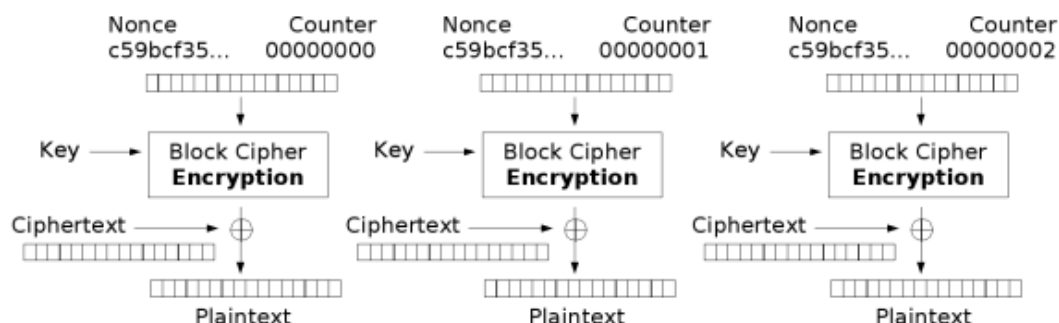 Nonce Counter Nonce Counter Nonce Counter
c59bcf35... 00000000 c59bcf35... 00000001 c59bcf35... 00000002
Key Block Cipher Key Block Cipher Key Block Cipher
Encryption Encryption Encryption
Ciphertext Ciphertext Ciphertext
Plaintext Plaintext Plaintext